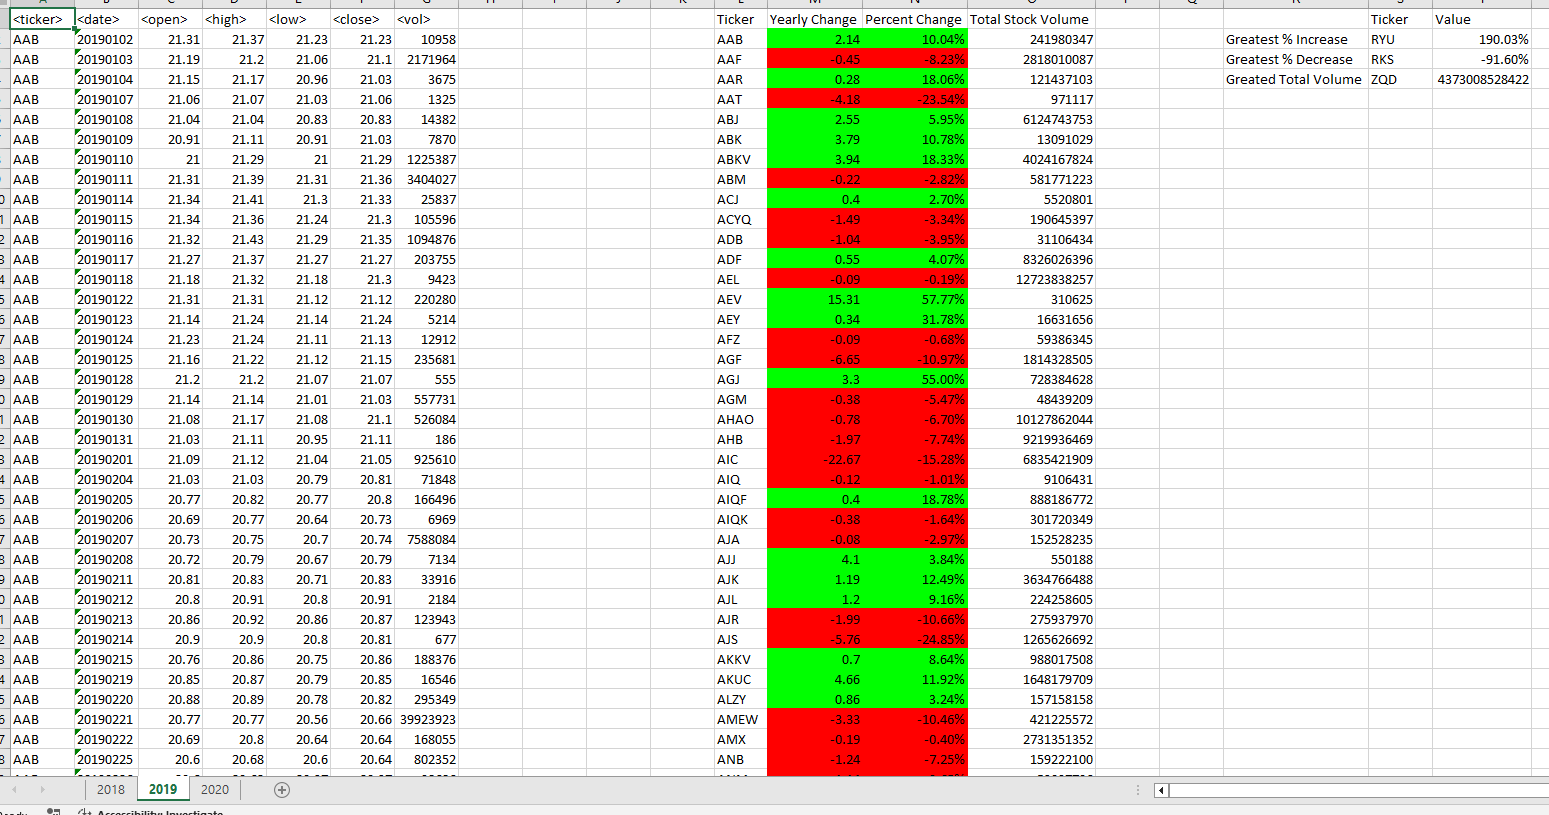 <ticker> <date> <open> <high> <low> <close> <vol> Ticker Yearly Change Percent Change Total Stock Volume Ticker Value
AAB 20190102 21.31 21.37 21.23 21.23 10958 AAB 2.14 10.04% 241980347 Greatest % Increase RYU 190.03%
AAB 20190103 21.19 21.2 21.06 21.1 2171964 AAF -0.45 -8.23% 2818010087 Greatest % Decrease RKS -91.60%
AAB 20190104 21.15 21.17 20.96 21.03 3675 AAR 0.28 18.06% 121437103 Greated Total Volume ZQD 4373008528422
AAB 20190107 21.06 21.07 21.03 21.06 1325 AAT -4.18 -23.54% 971117
AAB 20190108 21.04 21.04 20.83 20.83 14382 ABJ 2.55 5.95% 6124743753
AAB 20190109 20.91 21.11 20.91 21.03 7870 ABK 3.79 10.78% 13091029
AAB 20190110 21 21.29 21 21.29 1225387 ABKV 3.94 18.33% 4024167824
AAB 20190111 21.31 21.39 21.31 21.36 3404027 ABM -0.22 -2.82% 581771223
AAB 20190114 21.34 21.41 21.3 21.33 25837 ACJ 0.4 2.70% 5520801
AAB 20190115 21.34 21.36 21.24 21.3 105596 ACYQ -1.49 -3.34% 190645397
AAB 20190116 21.32 21.43 21.29 21.35 1094876 ADB -1.04 -3.95% 31106434
AAB 20190117 21.27 21.37 21.27 21.27 203755 ADF 0.55 4.07% 8326026396
AAB 20190118 21.18 21.32 21.18 21.3 9423 AEL -0.09 -0.19% 12723838257
AAB 20190122 21.31 21.31 21.12 21.12 220280 AEV 15.31 57.77% 310625
AAB 20190123 21.14 21.24 21.14 21.24 5214 AEY 0.34 31.78% 16631656
AAB 20190124 21.23 21.24 21.11 21.13 12912 AFZ -0.09 -0.68% 59386345
AAB 20190125 21.16 21.22 21.12 21.15 235681 AGF -6.65 -10.97% 1814328505
AAB 20190128 21.2 21.2 21.07 21.07 555 AGJ 3.3 55.00% 728384628
AAB 20190129 21.14 21.14 21.01 21.03 557731 AGM -0.38 -5.47% 48439209
AAB 20190130 21.08 21.17 21.08 21.1 526084 AHAO -0.78 -6.70% 10127862044
AAB 20190131 21.03 21.11 20.95 21.11 186 AHB -1.97 -7.74% 9219936469
AAB 20190201 21.09 21.12 21.04 21.05 925610 AIC -22.67 -15.28% 6835421909
AAB 20190204 21.03 21.03 20.79 20.81 71848 AIQ -0.12 -1.01% 9106431
AAB 20190205 20.77 20.82 20.77 20.8 166496 AIQF 0.4 18.78% 888186772
AAB 20190206 20.69 20.77 20.64 20.73 6969 AIQK -0.38 -1.64% 301720349
AAB 20190207 20.73 20.75 20.7 20.74 7588084 AJA -0.08 -2.97% 152528235
AAB 20190208 20.72 20.79 20.67 20.79 7134 AJJ 4.1 3.84% 550188
AAB 20190211 20.81 20.83 20.71 20.83 33916 AJK 1.19 12.49% 3634766488
AAB 20190212 20.8 20.91 20.8 20.91 2184 AJL 1.2 9.16% 224258605
AAB 20190213 20.86 20.92 20.86 20.87 123943 AJR -1.99 -10.66% 275937970
AAB 20190214 20.9 20.9 20.8 20.81 677 AJS -5.76 -24.85% 1265626692
AAB 20190215 20.76 20.86 20.75 20.86 188376 AKKV 0.7 8.64% 988017508
AAB 20190219 20.85 20.87 20.79 20.85 16546 AKUC 4.66 11.92% 1648179709
AAB 20190220 20.88 20.89 20.78 20.82 295349 ALZY 0.86 3.24% 157158158
AAB 20190221 20.77 20.77 20.56 20.66 39923923 AMEW -3.33 -10.46% 421225572
AAB 20190222 20.69 20.8 20.64 20.64 168055 AMX -0.19 -0.40% 2731351352
AAB 20190225 20.6 20.68 20.6 20.64 802352 ANB -1.24 -7.25% 159222100
2018 2019 2020
Accessibility: Investigate